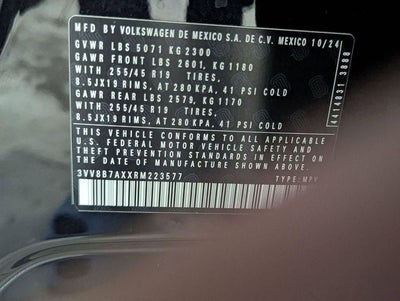 MFD BY VOLKSWAGEN DE MEXICO S.A. DE C.V. MEXICO 10/24
GVWR LBS 5071 KG 2300
GAWR FRONT LBS 2601, KG 1180
WITH 255/45 R19 TIRES,
8.5JX19 RIMS, AT 280 KPA, 41 PSI COLD
GAWR REAR LBS 2579, KG 1170
WITH 255/45 R19 TIRES,
8.5JX19 RIMS, AT 280 KPA, 41 PSI COLD
THIS VEHICLE CONFORMS TO ALL APPLICABLE
U.S. FEDERAL MOTOR VEHICLE SAFETY AND
THEFT PREVENTION STANDARDS IN EFFECT ON
THE DATE OF MANUFACTURE SHOWN ABOVE.
3VV8B7AXXRM223577 TYPE: MPV